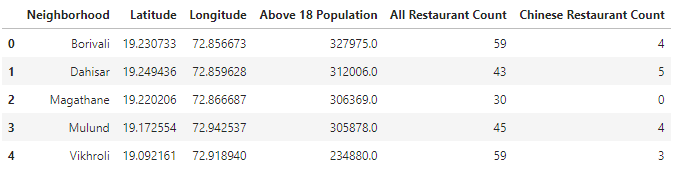 Neighborhood Latitude Longitude Above 18 Population All Restaurant Count Chinese Restaurant Count
0 Borivali 19.230733 72.856673 327975.0 59 4
1 Dahisar 19.249436 72.859628 312006.0 43 5
2 Magathane 19.220206 72.866687 306369.0 30 0
3 Mulund 19.172554 72.942537 305878.0 45 4
4 Vikhroli 19.092161 72.918940 234880.0 59 3